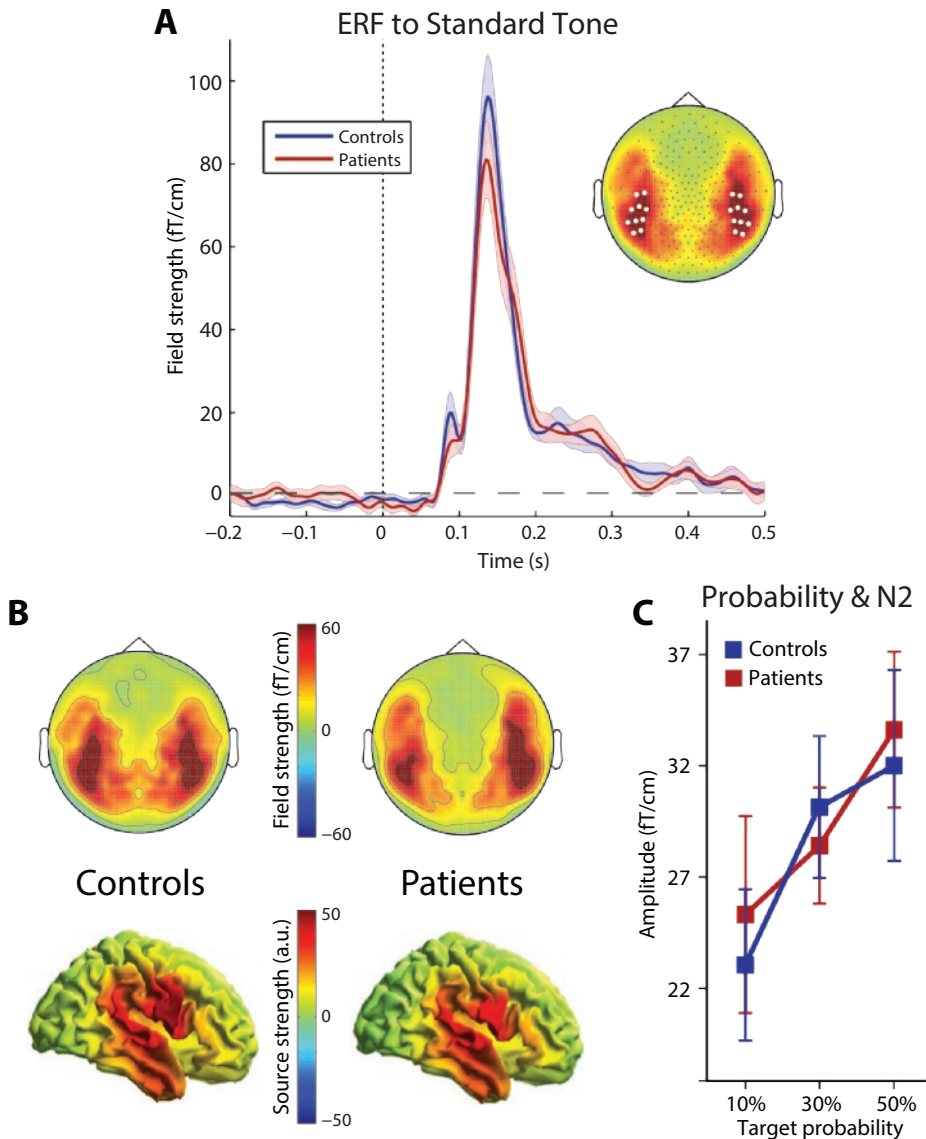 A
ERF to Standard Tone
Field strength (fT/cm)
100
80
60
40
20
0
Controls
Patients
−0.2
−0.1
0
0.1
0.2
0.3
0.4
0.5
Time (s)
B
Field strength (fT/cm)
60
0
−60
Controls
Patients
Source strength (a.u.)
50
0
−50
C
Probability & N2
Controls
Patients
Amplitude (fT/cm)
37
32
27
22
10%
30%
50%
Target probability